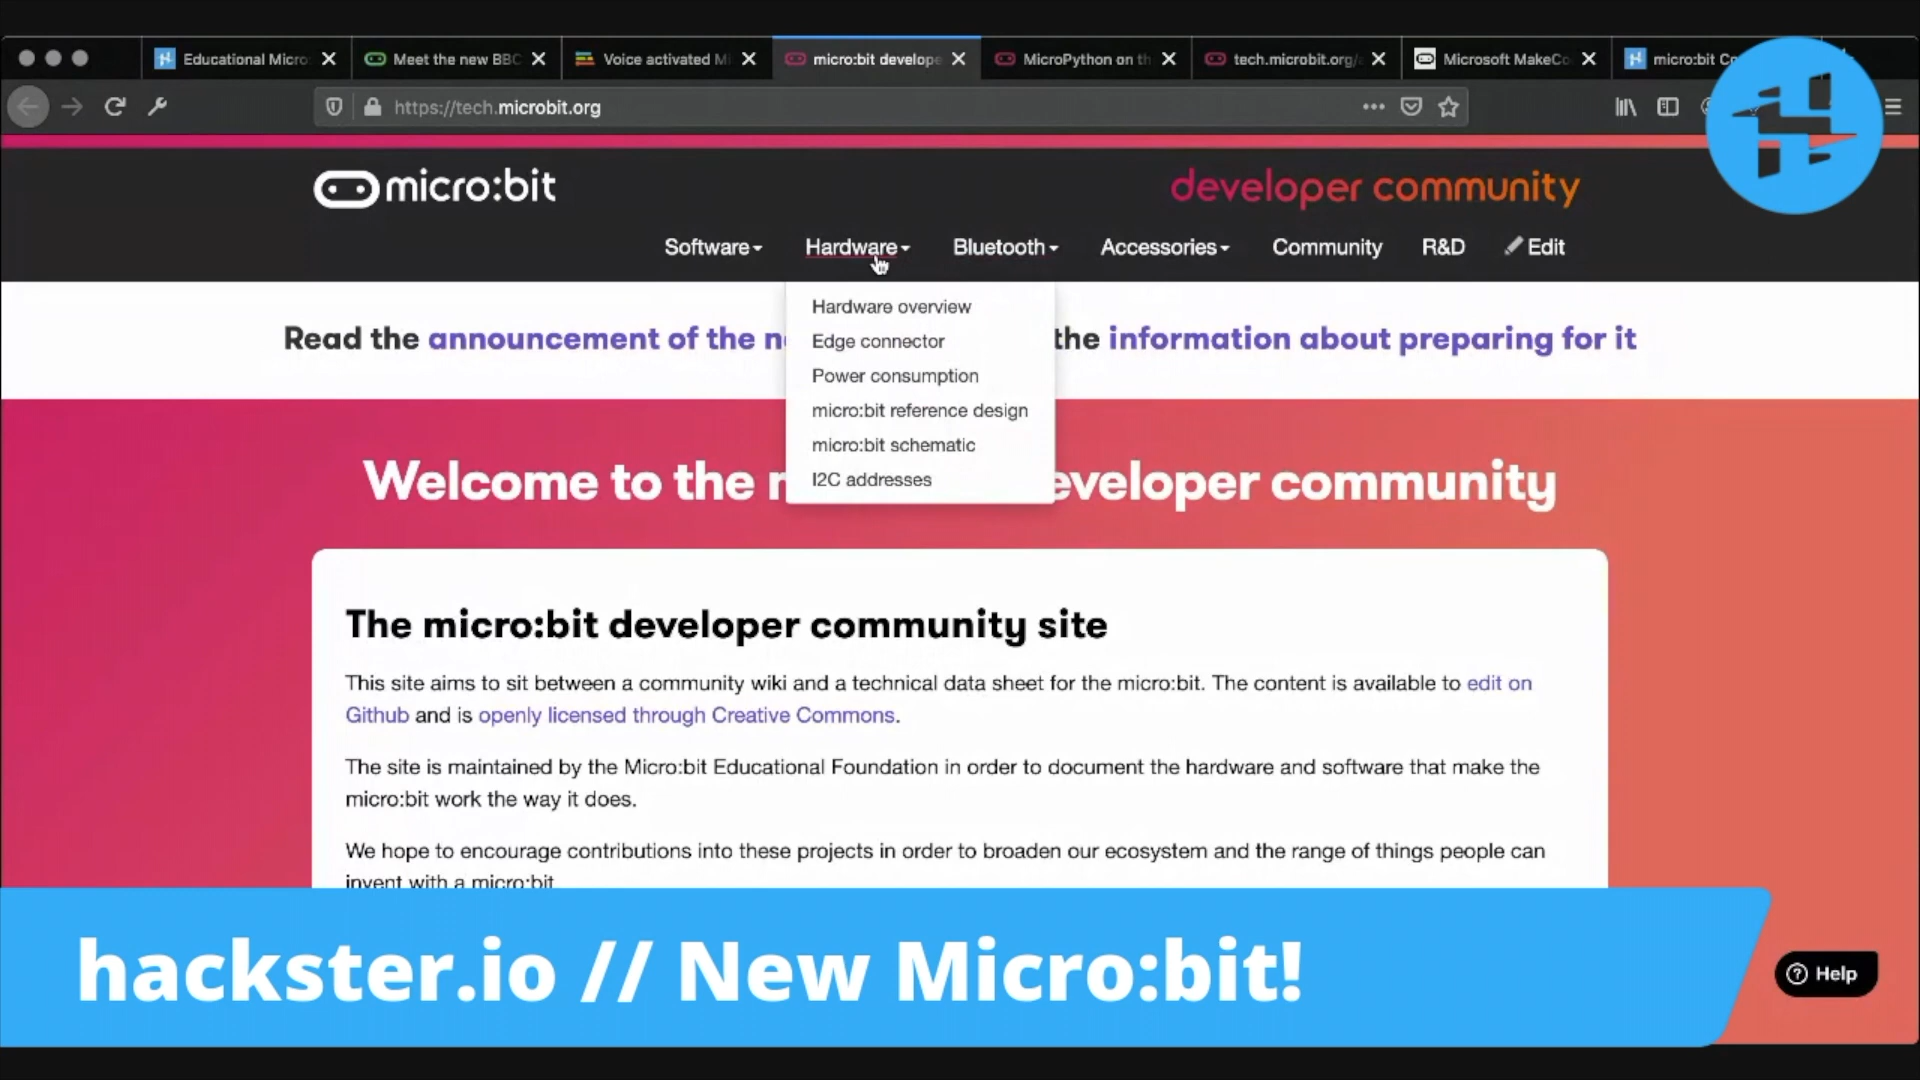 Educational Micro
Meet the new BBC
Voice activated Mi
micro:bit develope
MicroPython on th
tech.microbit.org/
Microsoft MakeCo
micro:bit
https://tech.microbit.org
micro:bit
developer community
Software
Hardware
Bluetooth
Accessories
Community
R&D
Edit
Hardware overview
Edge connector
Power consumption
micro:bit reference design
micro:bit schematic
I2C addresses
Read the announcement of the the information about preparing for it
Welcome to the eveloper community
The micro:bit developer community site
This site aims to sit between a community wiki and a technical data sheet for the micro:bit. The content is available to edit on
Github and is openly licensed through Creative Commons.
The site is maintained by the Micro:bit Educational Foundation in order to document the hardware and software that make the
micro:bit work the way it does.
We hope to encourage contributions into these projects in order to broaden our ecosystem and the range of things people can
invent with a micro:bit
hackster.io // New Micro:bit!
Help